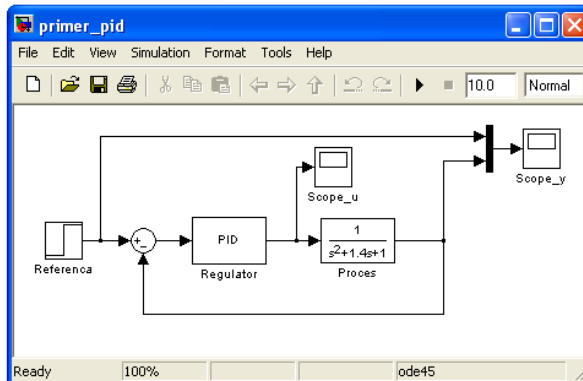 primer_pid
File Edit View Simulation Format Tools Help
10.0 Normal
Scope_y
Scope_u
+
-
PID
1
s²+1.4s+1
Referenca
Regulator
Proces
Ready 100% ode45